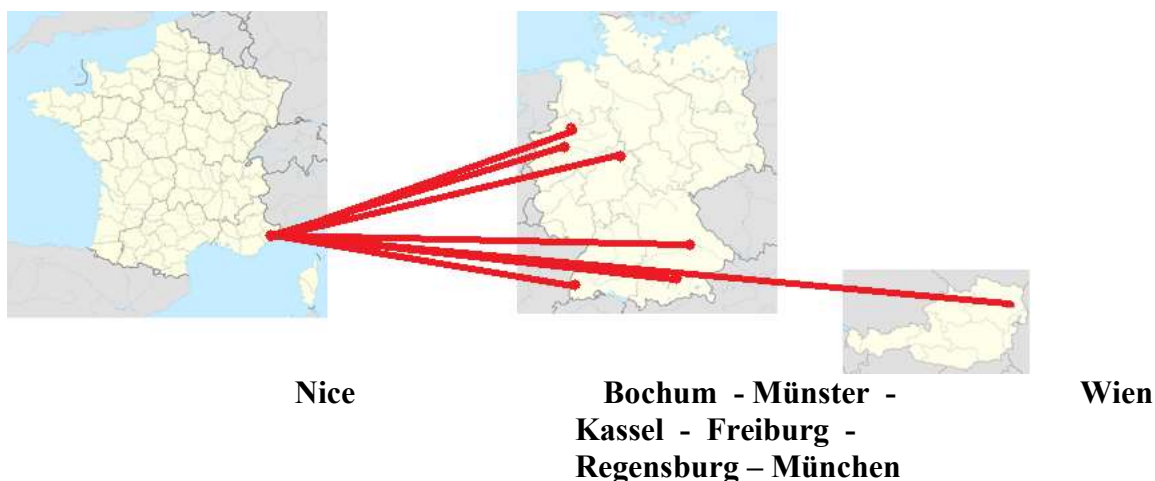 Nice Bochum - Münster - Wien
Kassel - Freiburg -
Regensburg – München